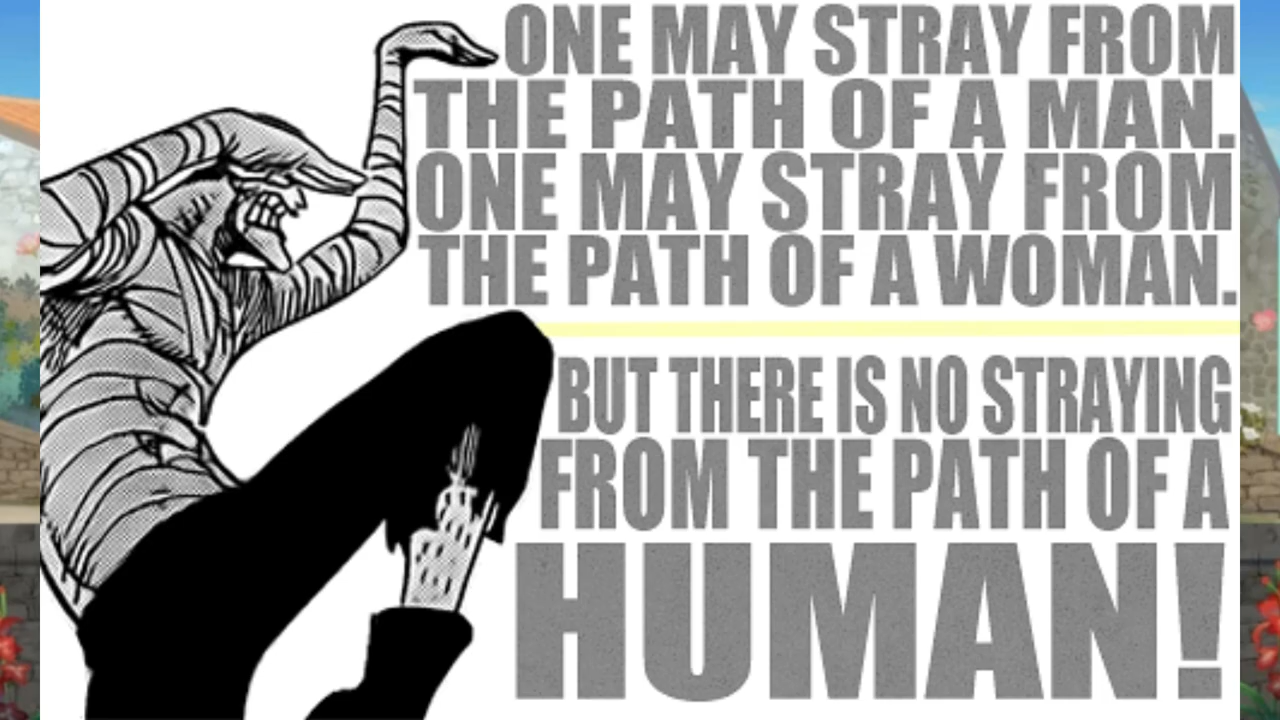 ONE MAY STRAY FROM
THE PATH OF A MAN.
ONE MAY STRAY FROM
THE PATH OF A WOMAN.
BUT THERE IS NO STRAYING
FROM THE PATH OF A
HUMAN!